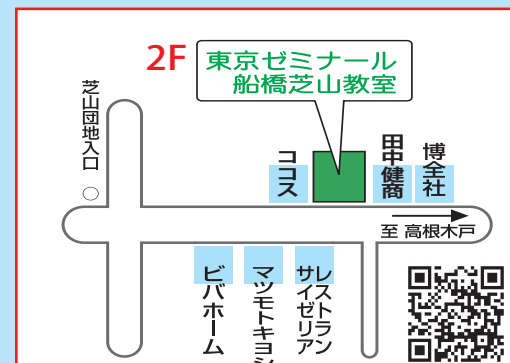 2F
東京ゼミナール
船橋芝山教室
芝山団地入口
ココス
田中健商
博全社
至 高根木戸
ビバホーム
マツモトキヨシ
レストラン
サイゼリア